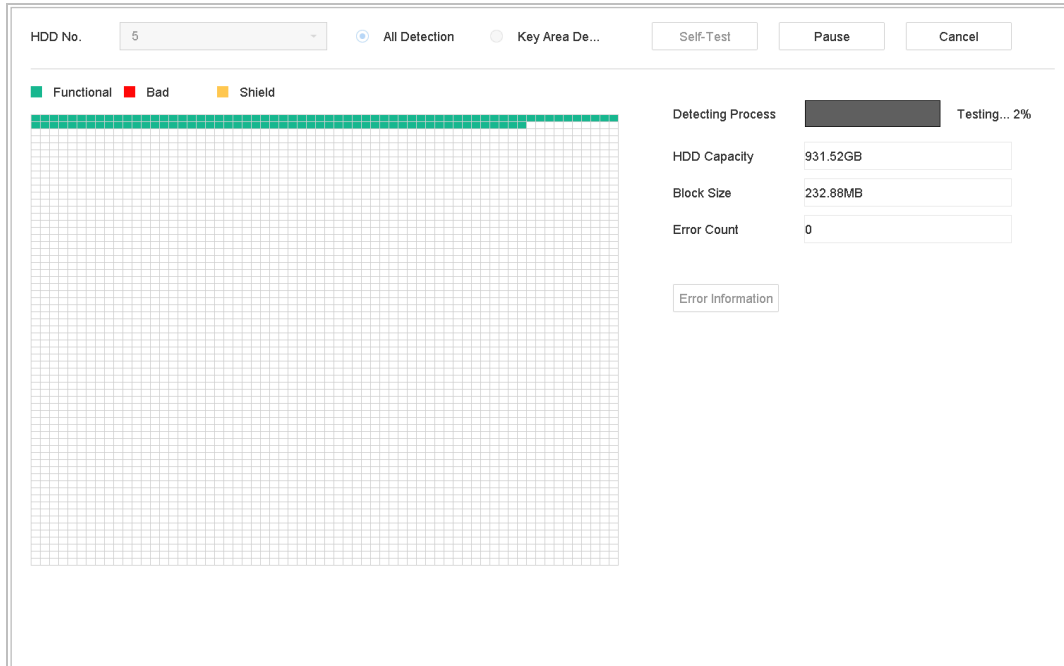 HDD No. 5 All Detection Key Area De... Self-Test Pause Cancel
Functional Bad Shield
Detecting Process Testing... 2%
HDD Capacity 931.52GB
Block Size 232.88MB
Error Count 0
Error Information